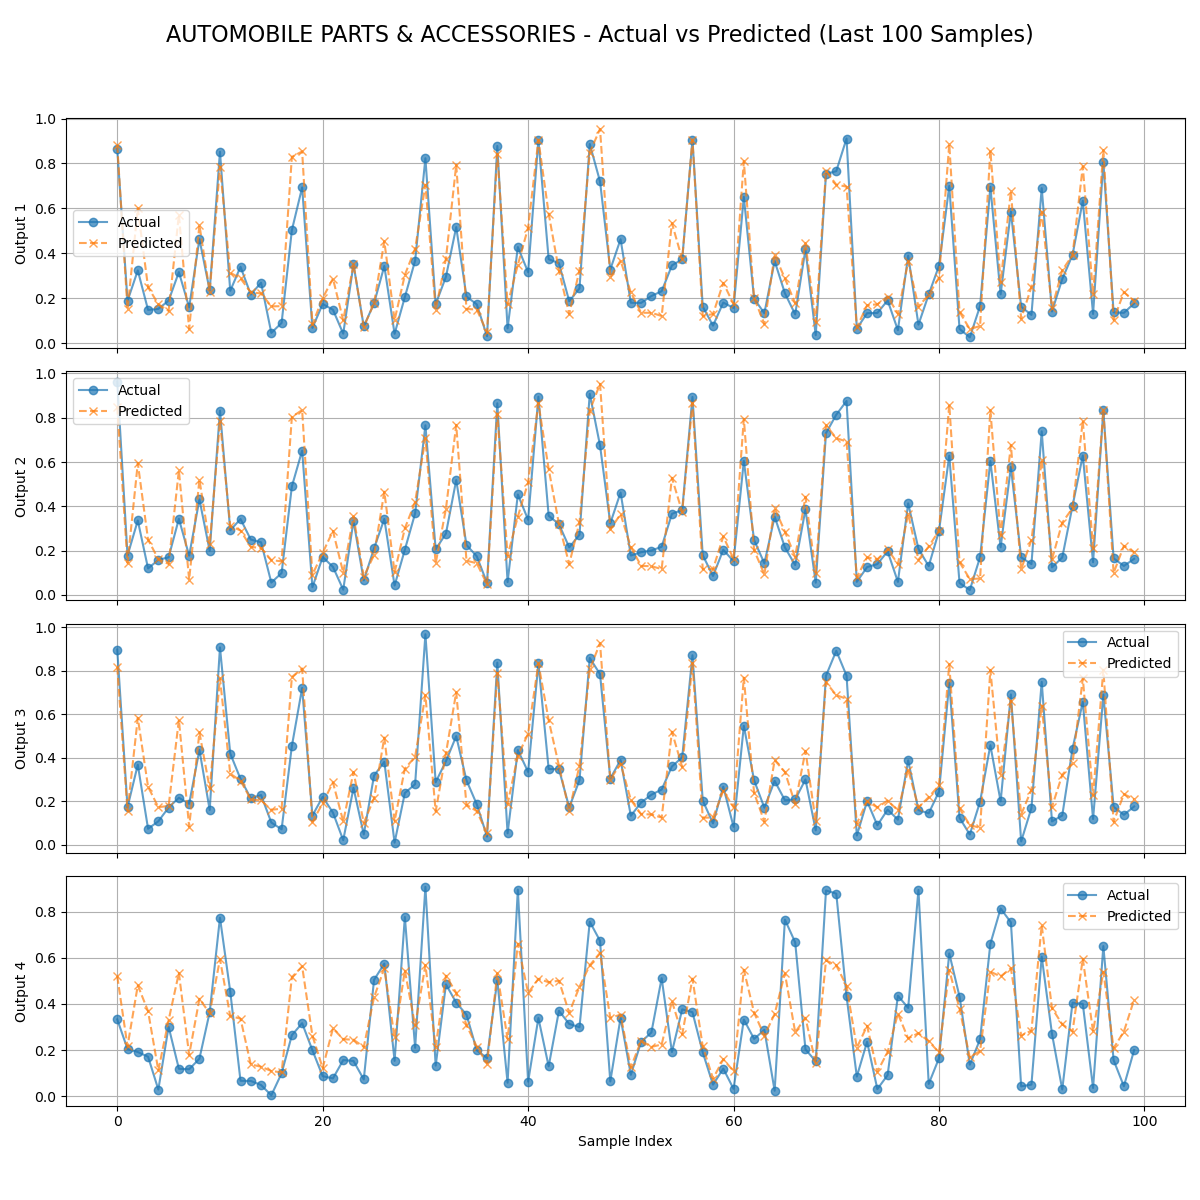 AUTOMOBILE PARTS & ACCESSORIES - Actual vs Predicted (Last 100 Samples)
1.0
0.8
0.6
0.4
0.2
0.0
Output 1
Actual
Predicted
1.0
0.8
0.6
0.4
0.2
0.0
Output 2
Actual
Predicted
1.0
0.8
0.6
0.4
0.2
0.0
Output 3
Actual
Predicted
0.8
0.6
0.4
0.2
0.0
Output 4
Actual
Predicted
0
20
40
60
80
100
Sample Index